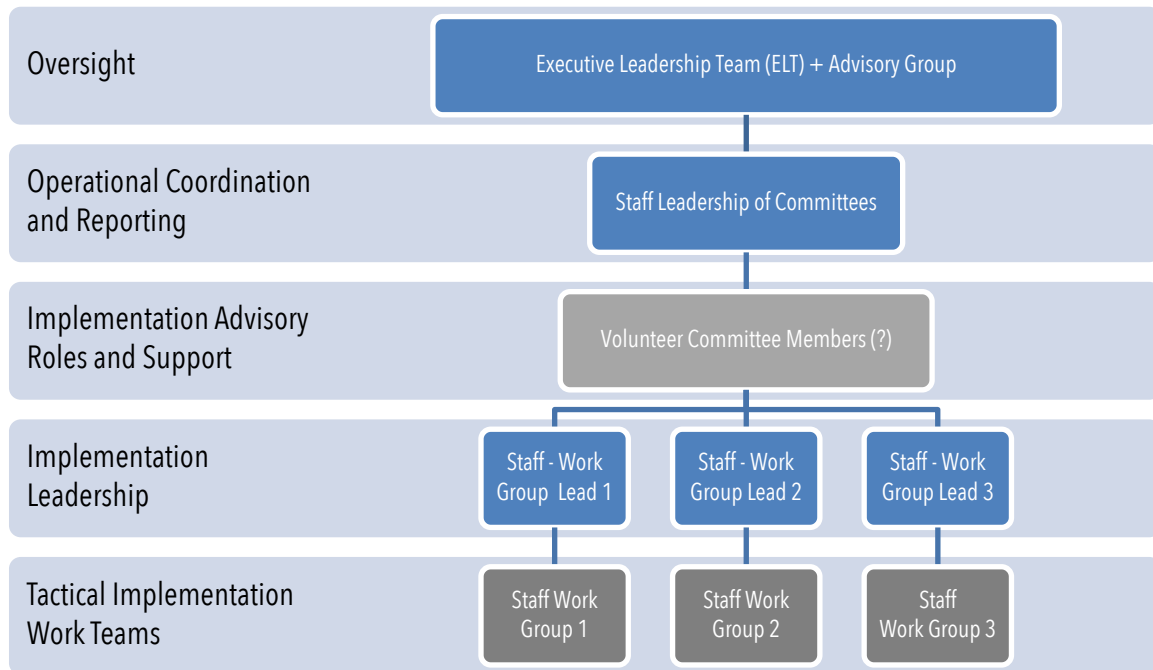 Oversight
Executive Leadership Team (ELT) + Advisory Group
Operational Coordination
and Reporting
Staff Leadership of Committees
Implementation Advisory
Roles and Support
Volunteer Committee Members (?)
Implementation
Leadership
Staff - Work
Group Lead 1
Staff - Work
Group Lead 2
Staff - Work
Group Lead 3
Tactical Implementation
Work Teams
Staff Work
Group 1
Staff Work
Group 2
Staff
Work Group 3